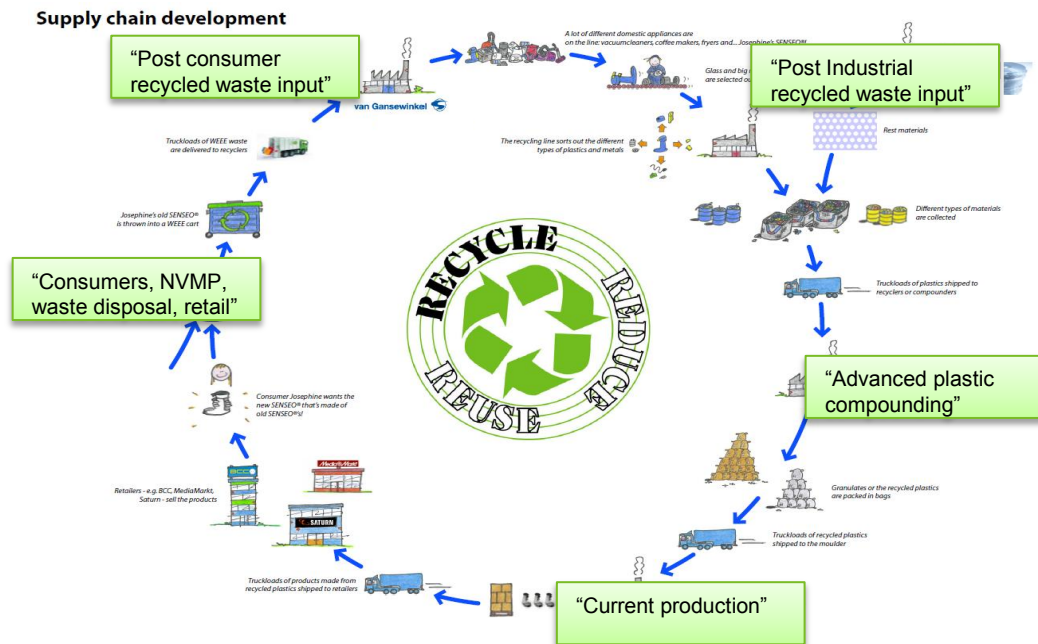 Supply chain development
A lot of different domestic appliances are
on the line: vacuumcleaners, coffee makers, fryers and... Josephine's SENSEO®.
"Post consumer
recycled waste input"
van Gansewinkel
Glass and big
are selected
"Post Industrial
recycled waste input"
Truckloads of WEEE waste
are delivered to recyclers
The recycling line sorts out the different
types of plastics and metals
Rest materials
Josephine's old SENSEO®
is thrown into a WEEE cart
Different types of materials
are collected
"Consumers, NVMP,
waste disposal, retail"
RECYCLE
REDUCE
REUSE
Truckloads of plastics shipped to
recyclers or compounders
"Advanced plastic
compounding"
Consumer Josephine wants the
new SENSEO® that's made of
old SENSEO®s!
Media Markt
Retailers - e.g. BCC, MediaMarkt,
Saturn - sell the products
SATURN
Granulates or the recycled plastics
are packed in bags
Truckloads of recycled plastics
shipped to the moulder
Truckloads of products made from
recycled plastics shipped to retailers
"Current production"